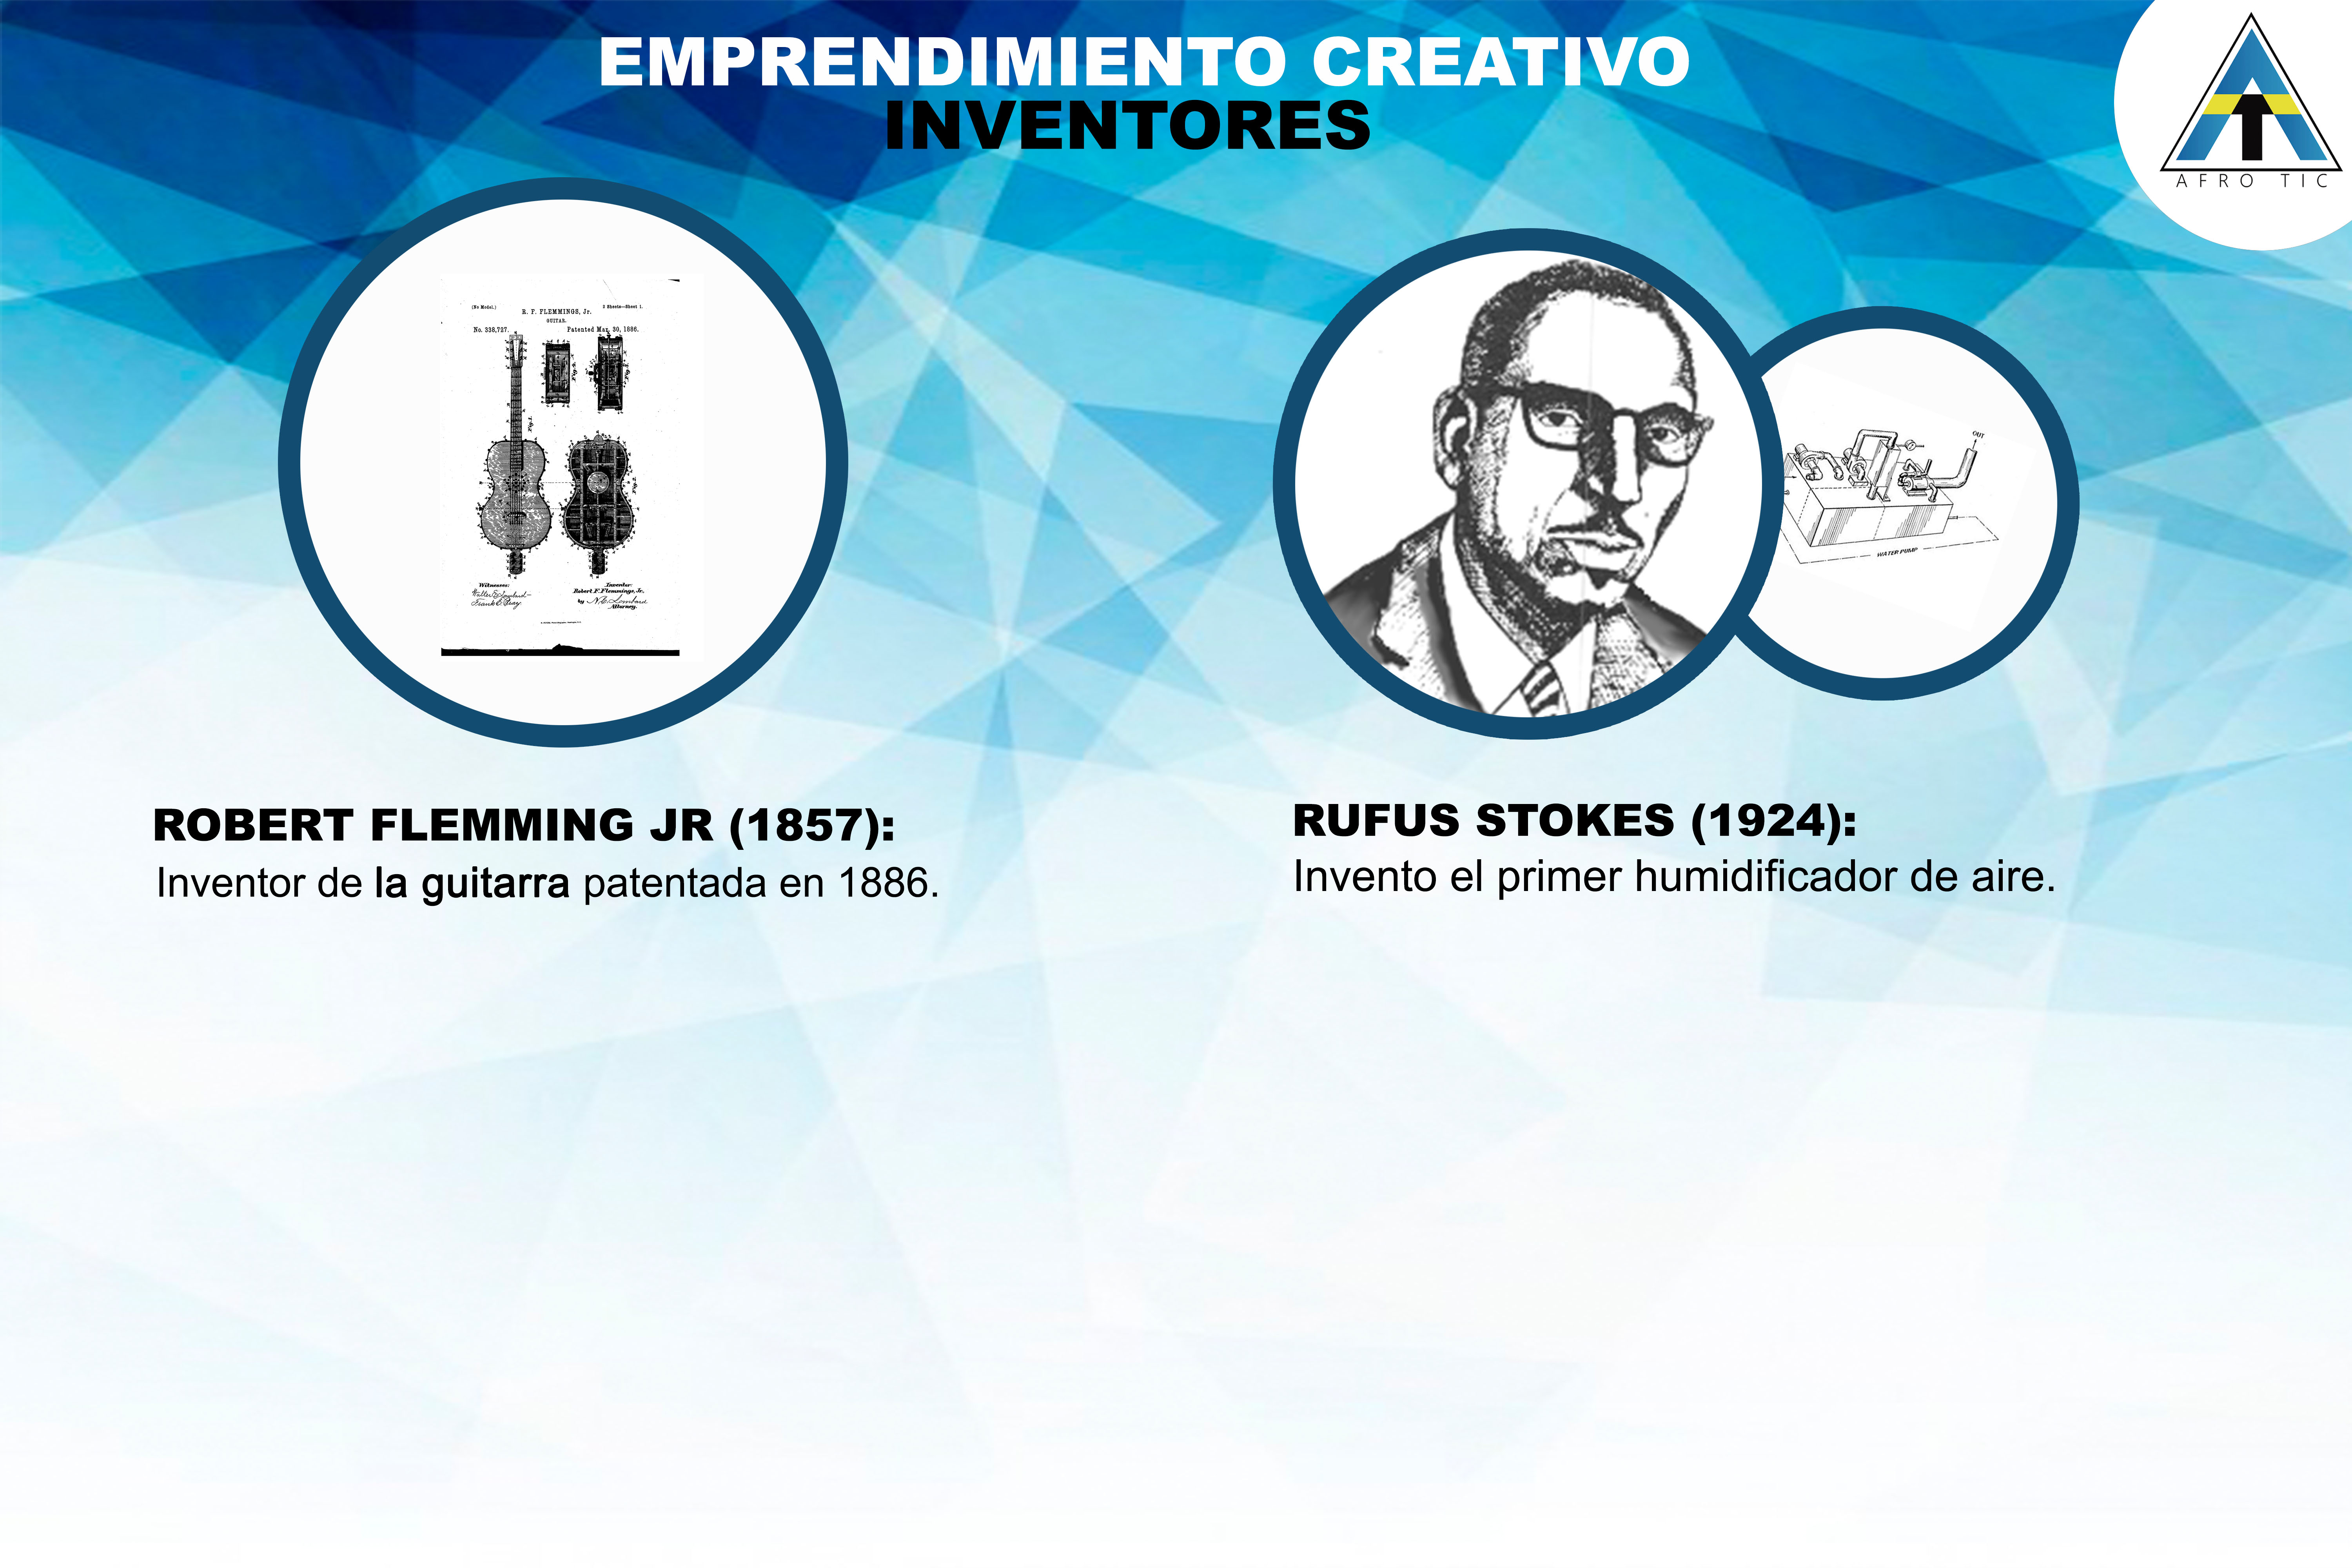 EMPRENDIMIENTO CREATIVO
INVENTORES
AFRO TIC
(No Model.)
2 Sheets—Sheet 1.
R. F. FLEMMINGS, Jr.
GUITAR.
No. 338,727.
Patented Mar. 30, 1886.
Witnesses:
Inventor:
Robert F. Flemmings, Jr.
by N. C. Lombard
Attorney.
OUT
WATER PUMP
ROBERT FLEMMING JR (1857):
Inventor de la guitarra patentada en 1886.
RUFUS STOKES (1924):
Invento el primer humidificador de aire.